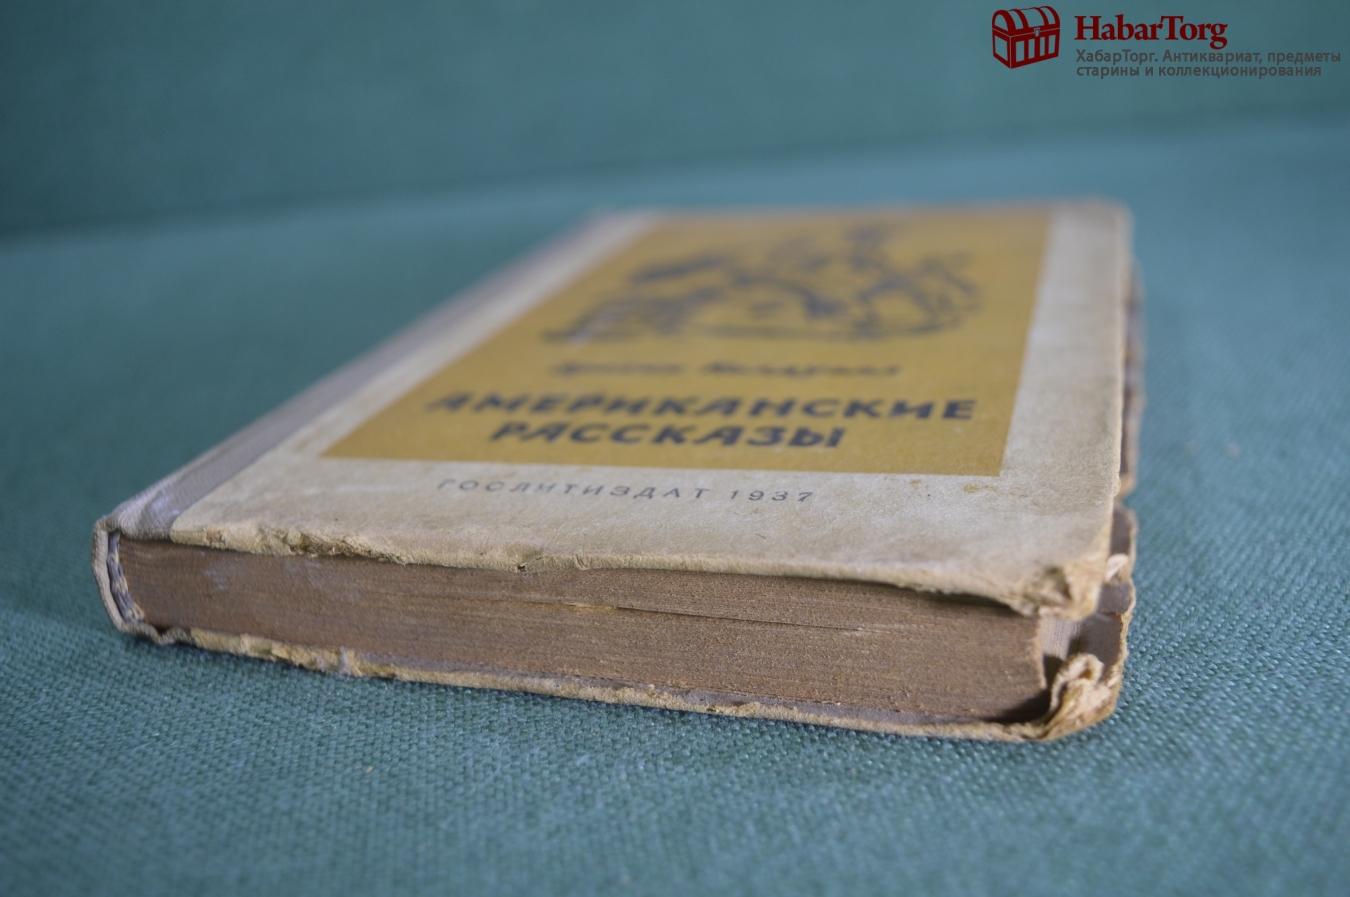 HabarTorg
ХабарТорг. Антиквариат, предметы
старины и коллекционирования
АМЕРИКАНСКИЕ
РАССКАЗЫ
ГОСЛИТИЗДАТ 1937